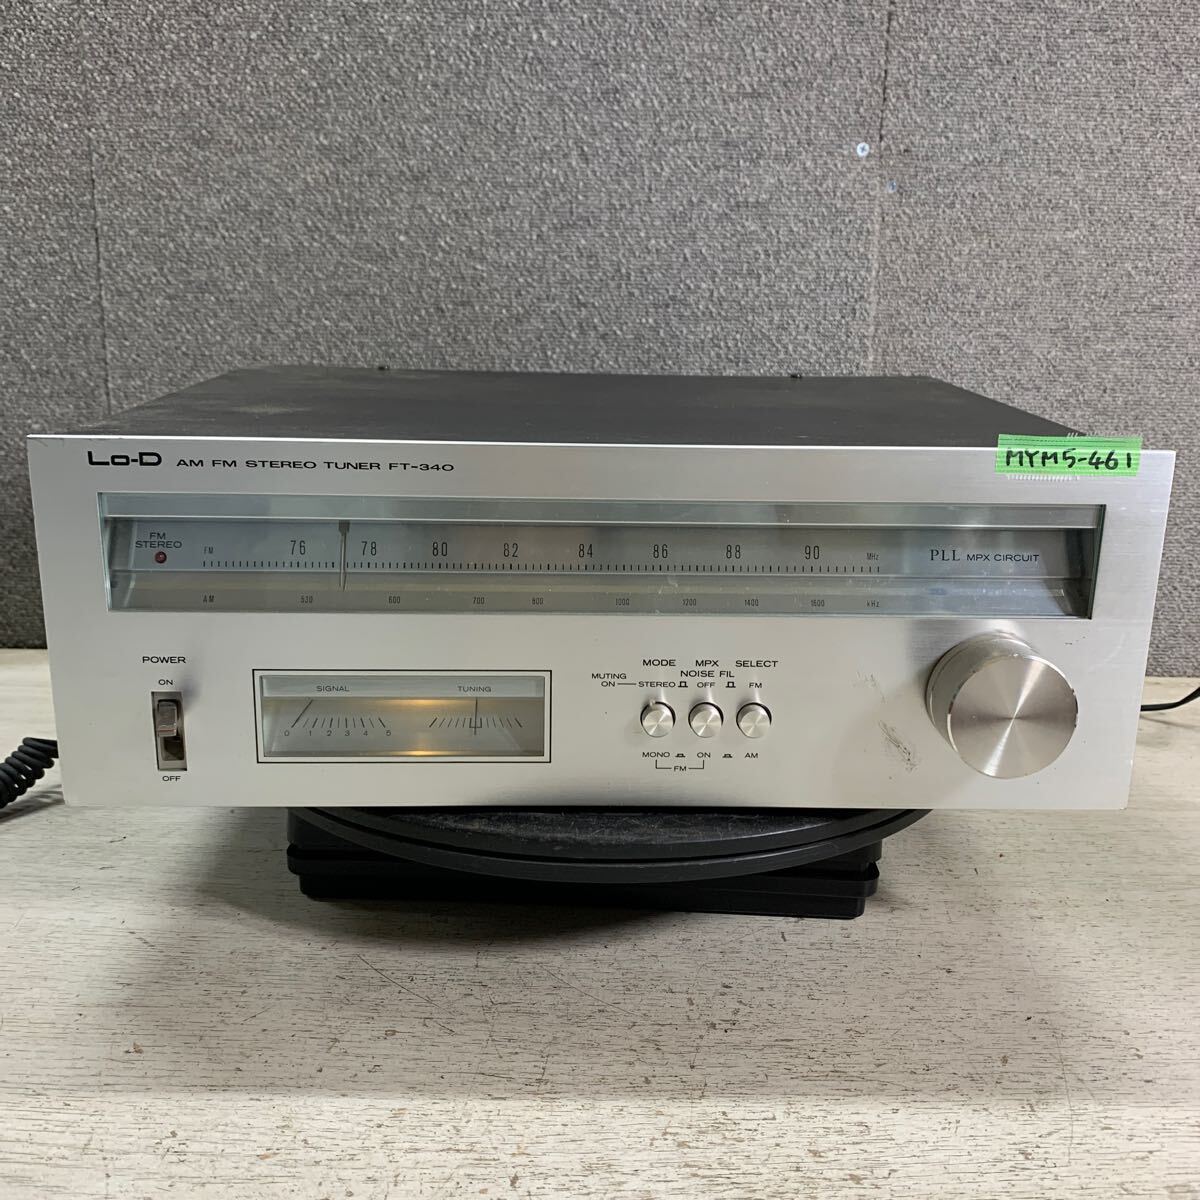 Lo-D AM FM STEREO TUNER FT-340
MYM5-461
FM
STEREO
FM 76 78 80 82 84 86 88 90 MHz
PLL MPX CIRCUIT
AM 530 600 700 800 1000 1200 1400 1600 kHz
POWER
ON
OFF
SIGNAL TUNING
0 1 2 3 4 5
MODE MPX SELECT
NOISE FIL
MUTING
ON STEREO OFF FM
MONO ON AM
FM